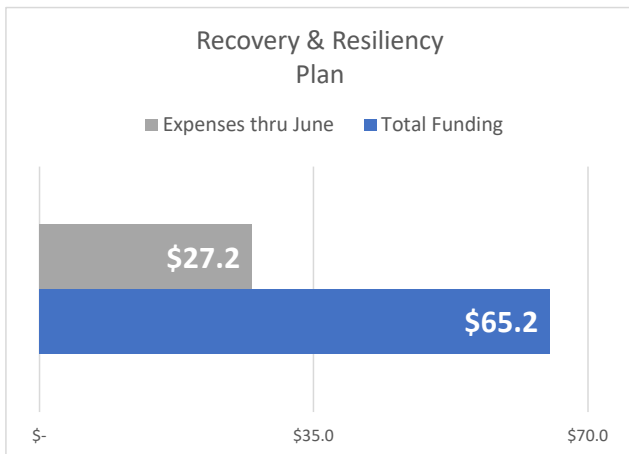 Recovery & Resiliency
Plan
Expenses thru June Total Funding
$27.2
$65.2
$- $35.0 $70.0